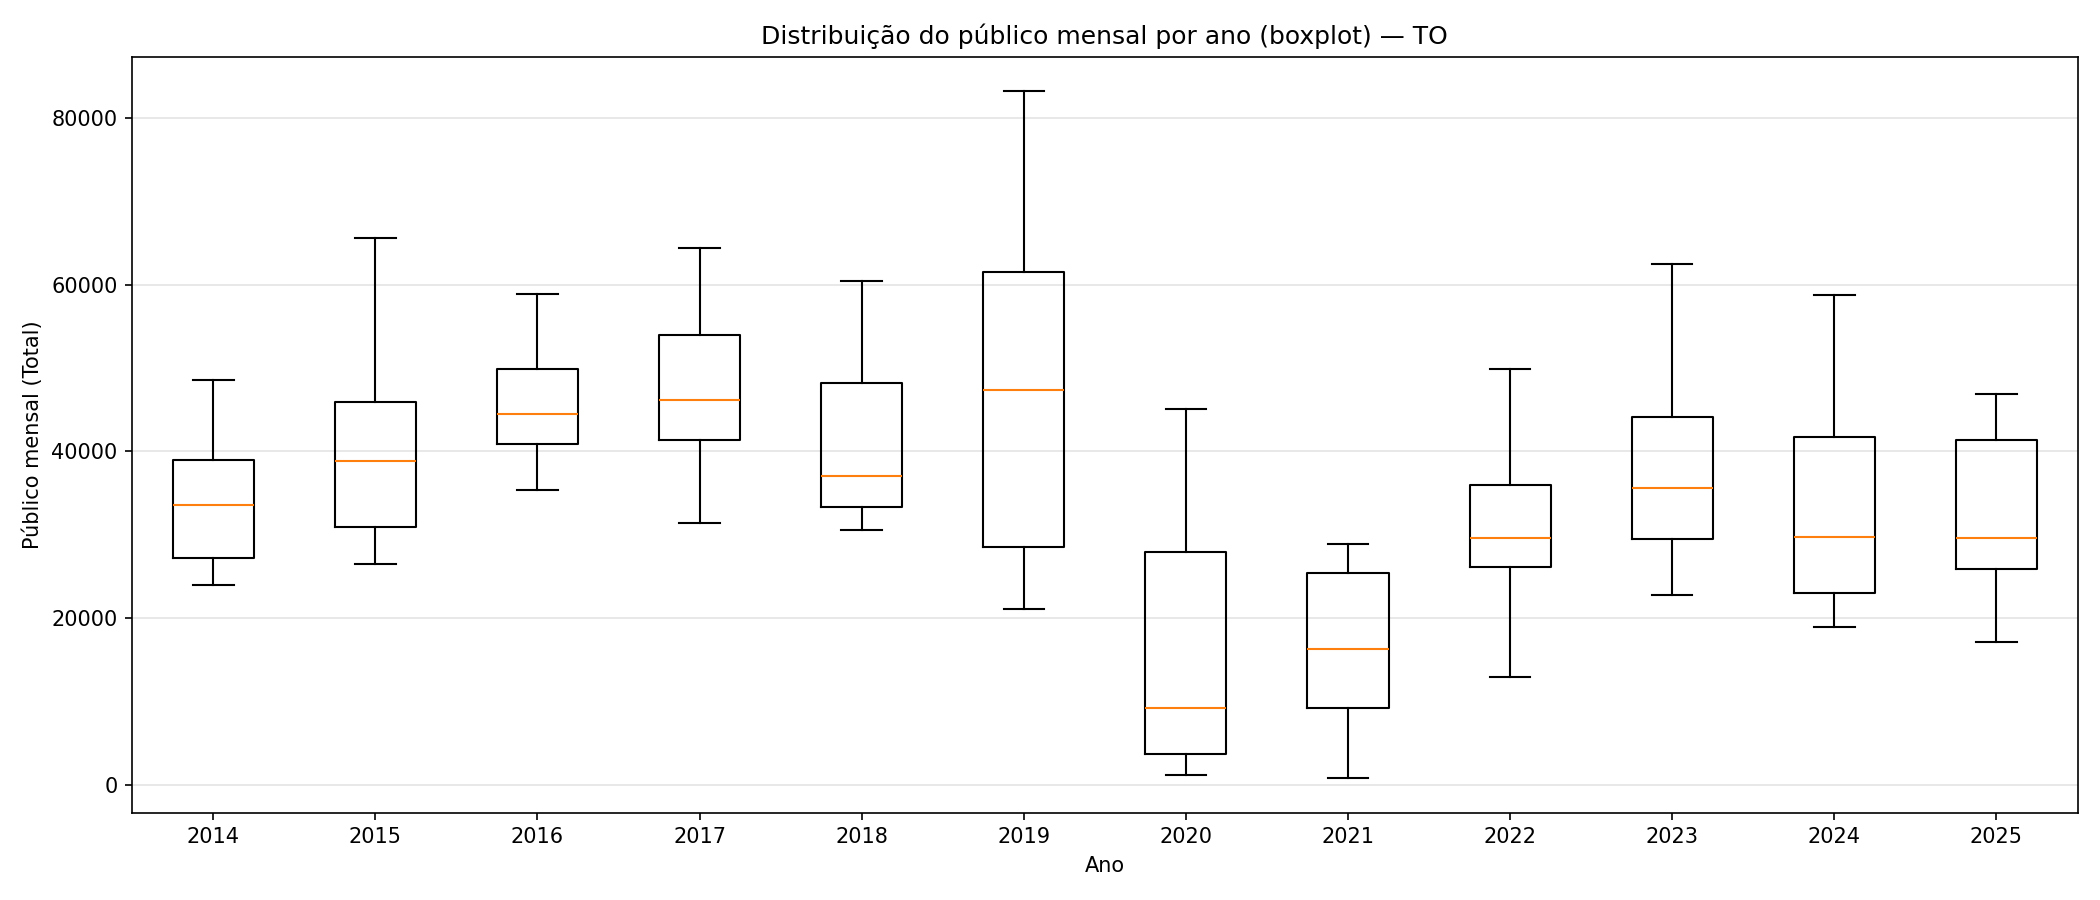 Distribuição do público mensal por ano (boxplot) — TO
Público mensal (Total)
80000
60000
40000
20000
0
2014 2015 2016 2017 2018 2019 2020 2021 2022 2023 2024 2025
Ano